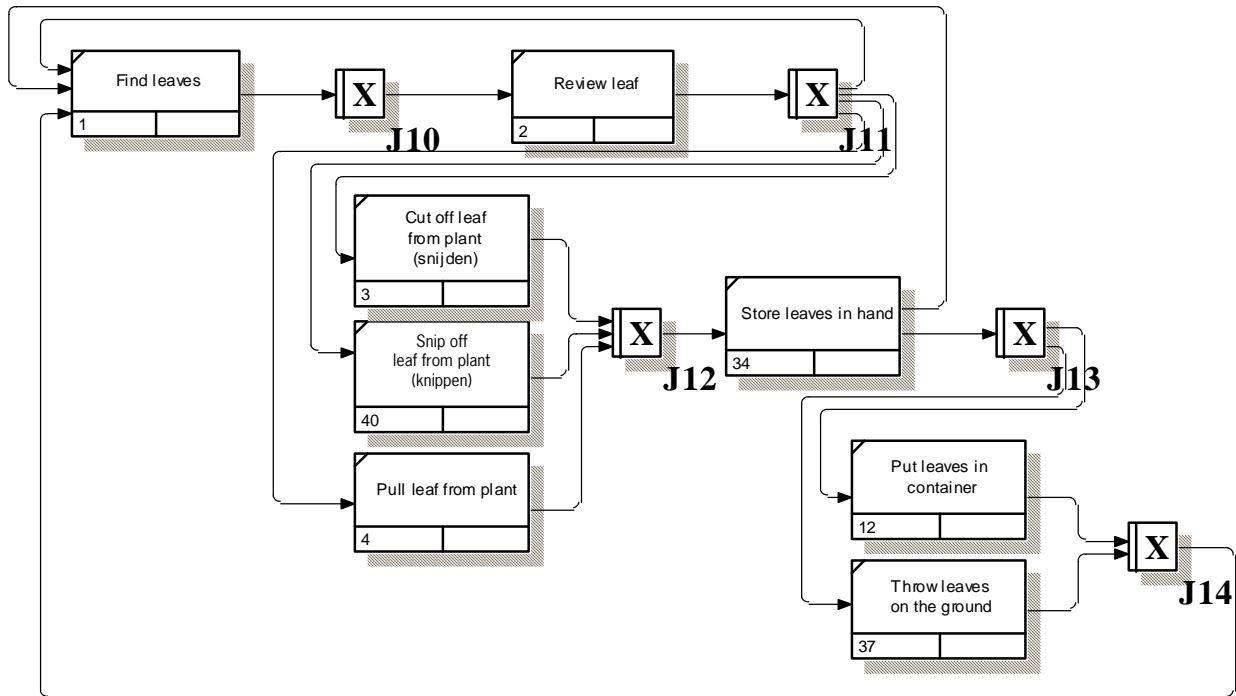 Find leaves
1
X
J10
Review leaf
2
X
J11
Cut off leaf
from plant
(snijden)
3
Snip off
leaf from plant
(knippen)
40
Pull leaf from plant
4
X
J12
Store leaves in hand
34
X
J13
Put leaves in
container
12
Throw leaves
on the ground
37
X
J14